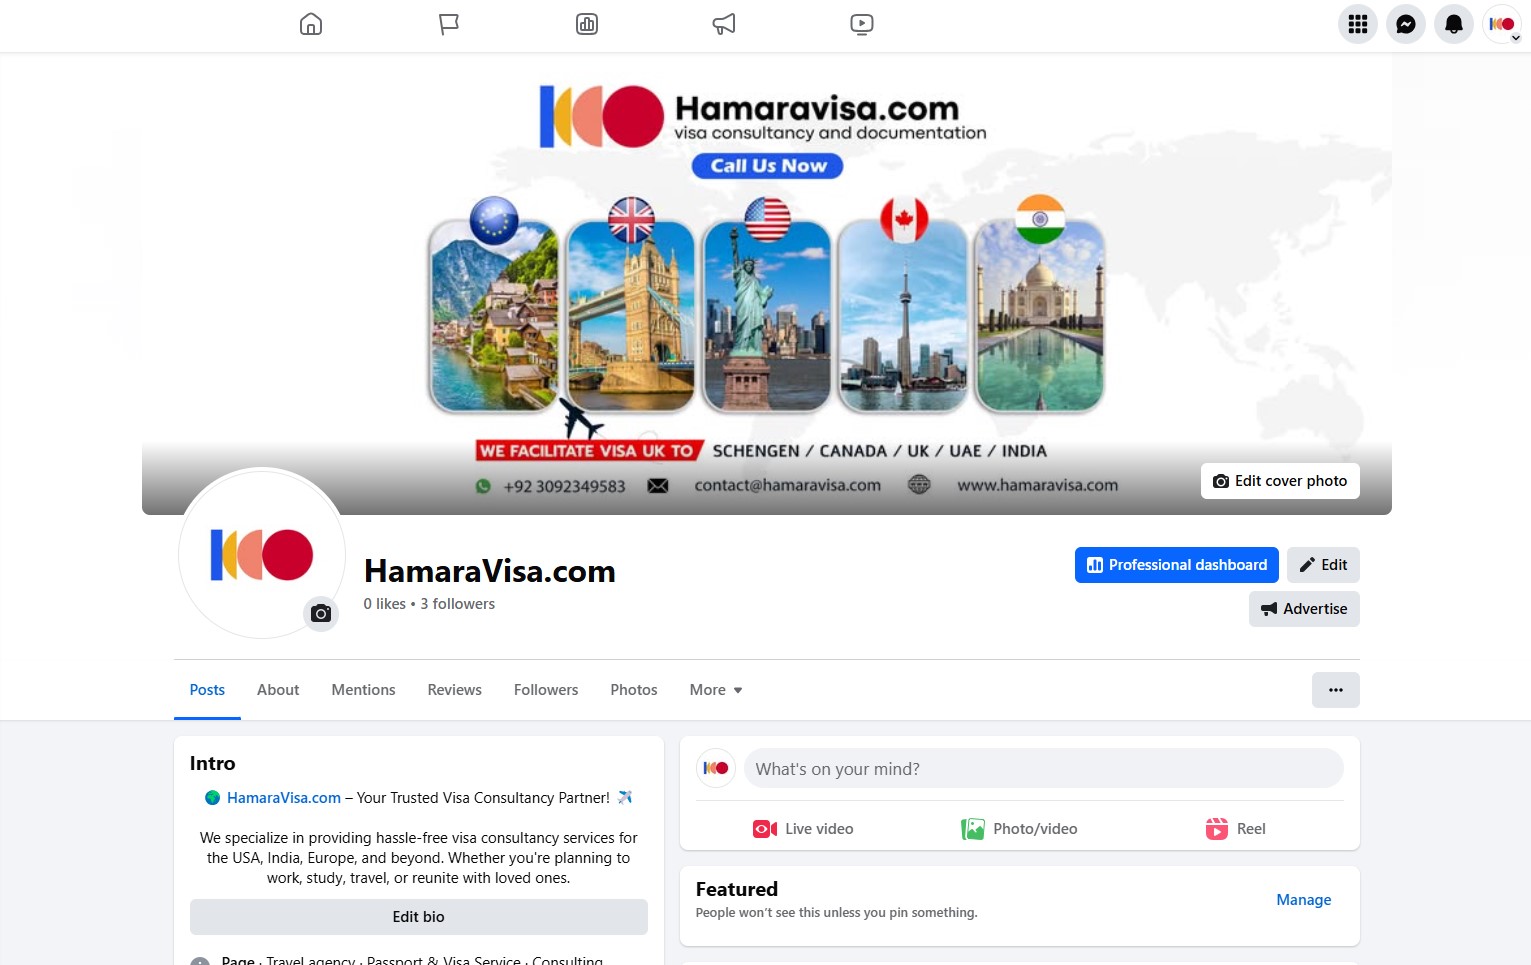 Hamaravisa.com
visa consultancy and documentation
Call Us Now
WE FACILITATE VISA UK TO SCHENGEN / CANADA / UK / UAE / INDIA
+92 3092349583 contact@hamaravisa.com www.hamaravisa.com
Edit cover photo
HamaraVisa.com
0 likes • 3 followers
Professional dashboard
Edit
Advertise
Posts About Mentions Reviews Followers Photos More
Intro
HamaraVisa.com – Your Trusted Visa Consultancy Partner!
We specialize in providing hassle-free visa consultancy services for
the USA, India, Europe, and beyond. Whether you're planning to
work, study, travel, or reunite with loved ones.
Edit bio
Page · Travel agency · Passport & Visa Service · Consulting
What's on your mind?
Live video Photo/video Reel
Featured
People won't see this unless you pin something.
Manage